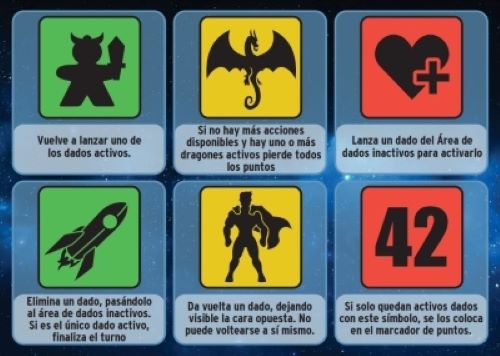 Vuelve a lanzar uno de
los dados activos.
Si no hay más acciones
disponibles y hay uno o más
dragones activos pierde todos
los puntos
Lanza un dado del Área de
dados inactivos para activarlo
Elimina un dado, pasándolo
al área de dados inactivos.
Si es el único dado activo,
finaliza el turno
Da vuelta un dado, dejando
visible la cara opuesta. No
puede voltearse a sí mismo.
42
Si solo quedan activos dados
con este símbolo, se los coloca
en el marcador de puntos.